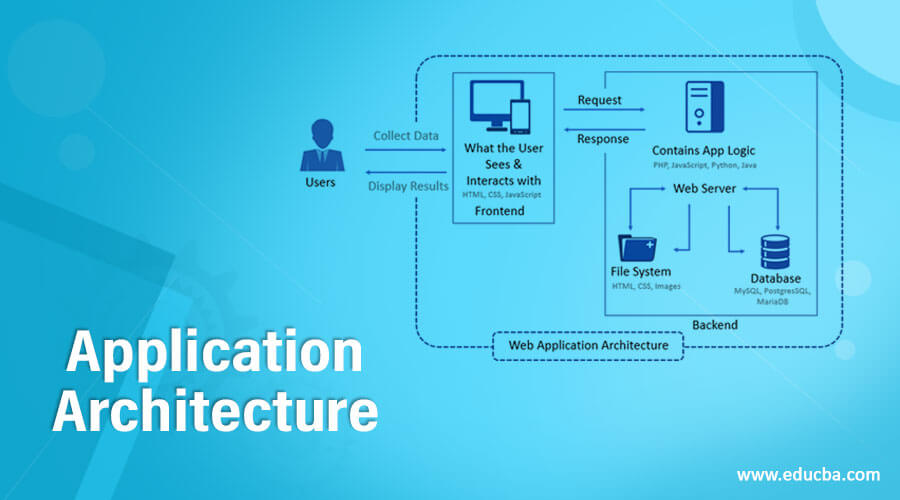 Collect Data
Display Results
Users
What the User
Sees &
Interacts with
HTML, CSS, JavaScript
Frontend
Request
Response
Contains App Logic
PHP, JavaScript, Python, Java
Web Server
File System
HTML, CSS, Images
Database
MySQL, PostgresSQL,
MariaDB
Backend
Web Application Architecture
Application
Architecture
www.educba.com